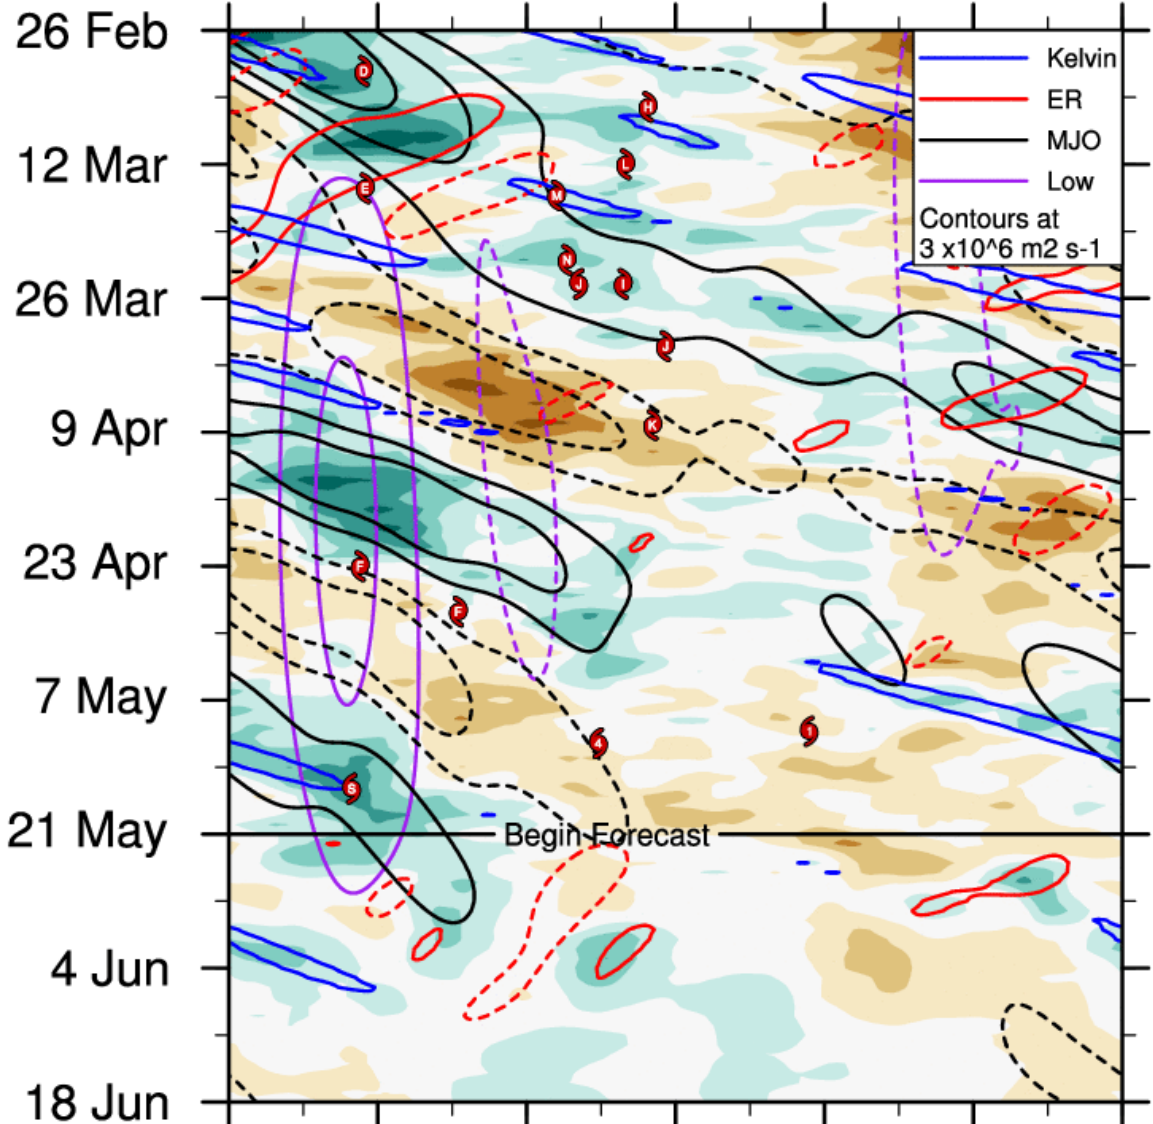 26 Feb
Kelvin
ER
MJO
Low
Contours at
3 x10^6 m2 s-1
D
H
12 Mar
L
E
M
N
J
I
26 Mar
J
9 Apr
K
23 Apr
F
F
7 May
1
4
S
21 May
Begin Forecast
4 Jun
18 Jun